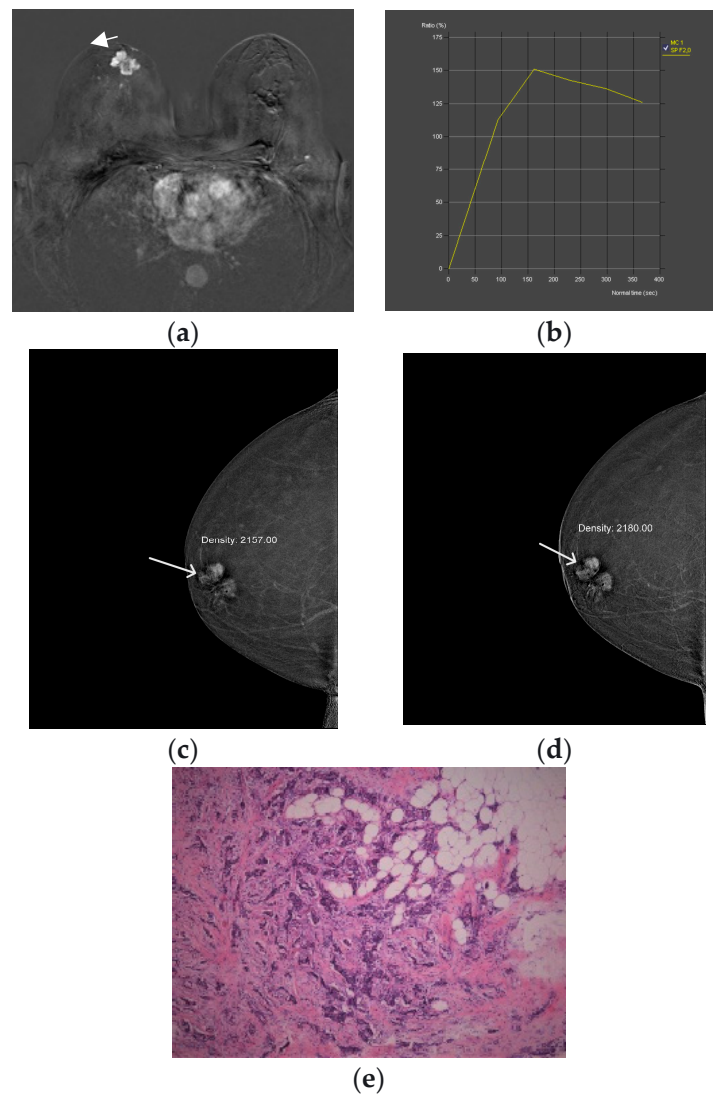 Ratio (%)
175
150
125
100
75
50
25
0
0 50 100 150 200 250 300 350 400
Normal time (sec)
MC 1
SP F2,0
(a)
(b)
Density: 2157.00
Density: 2180.00
(c)
(d)
(e)